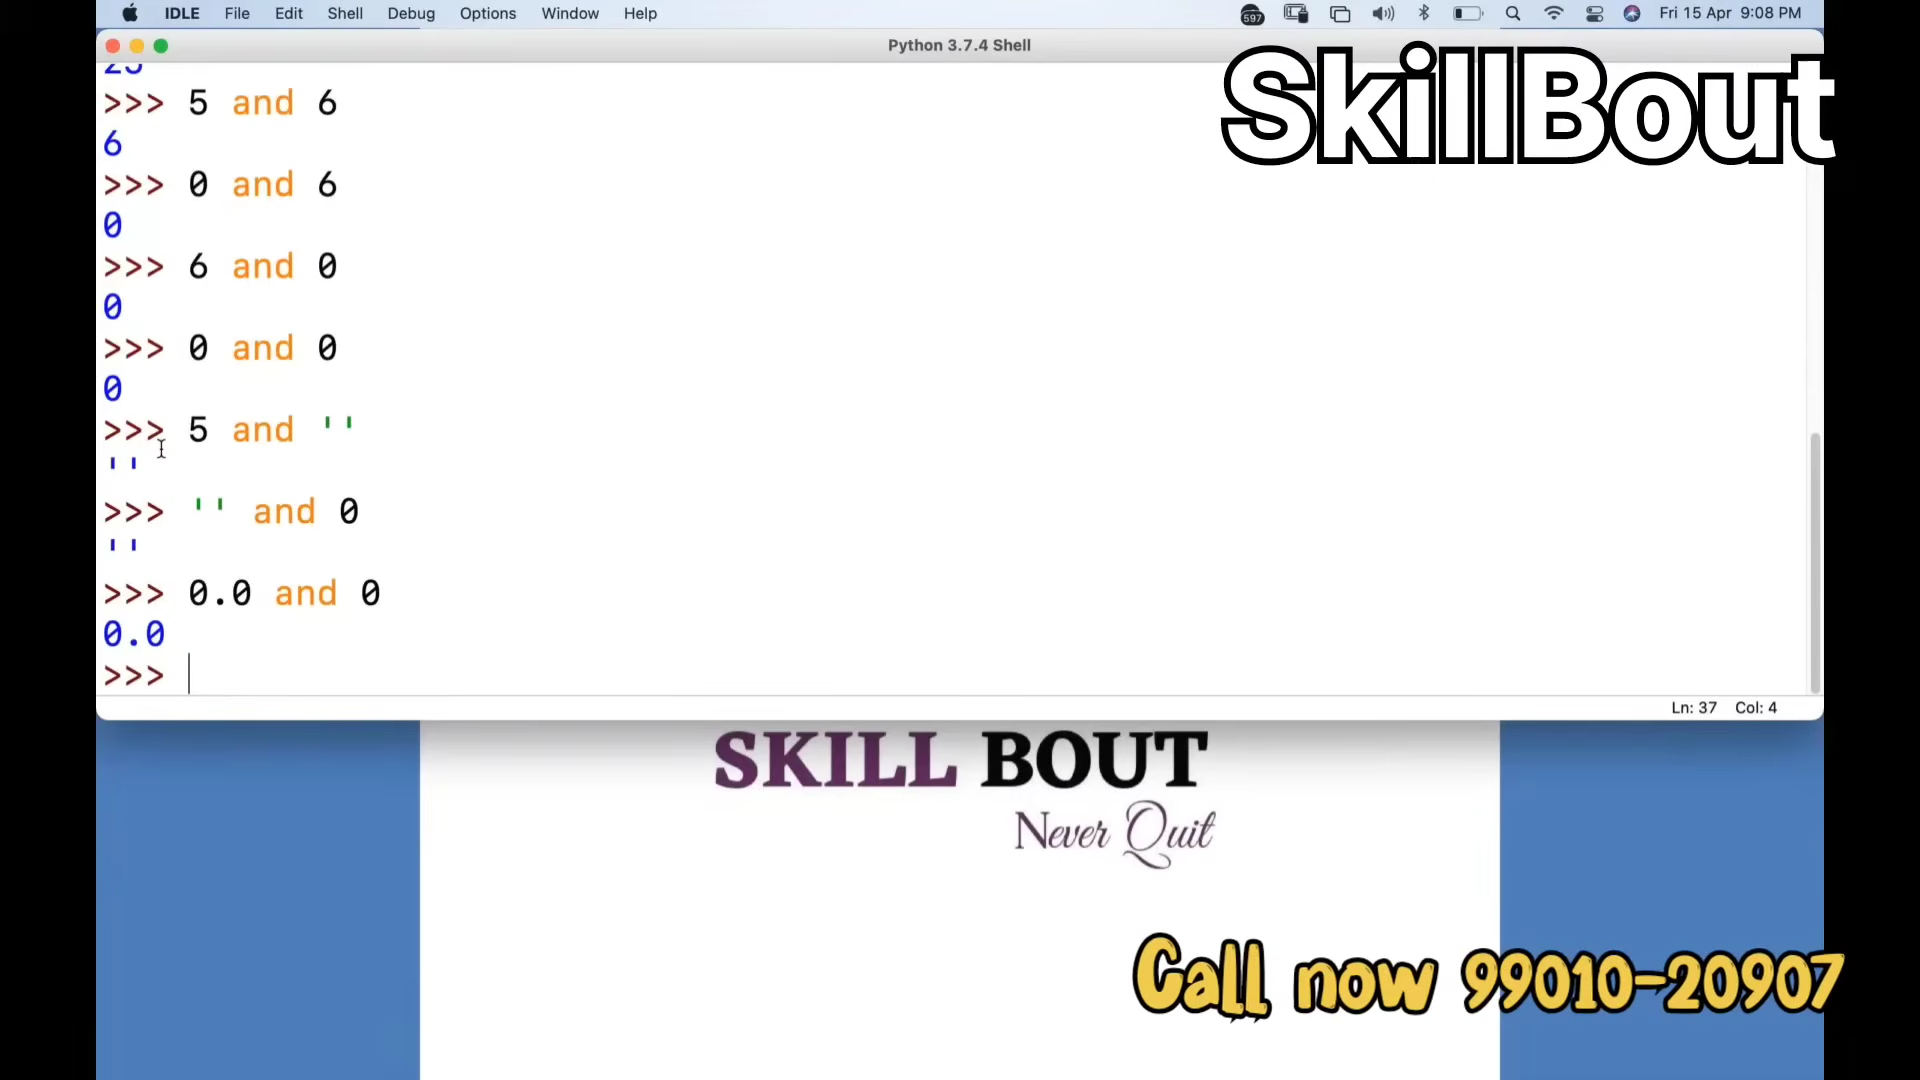 IDLE File Edit Shell Debug Options Window Help 597 Fri 15 Apr 9:08 PM
Python 3.7.4 Shell
SkillBout
25
>>> 5 and 6
6
>>> 0 and 6
0
>>> 6 and 0
0
>>> 0 and 0
0
>>> 5 and ''
''
>>> '' and 0
''
>>> 0.0 and 0
0.0
>>>
Ln: 37 Col: 4
SKILL BOUT
Never Quit
Call now 99010-20907